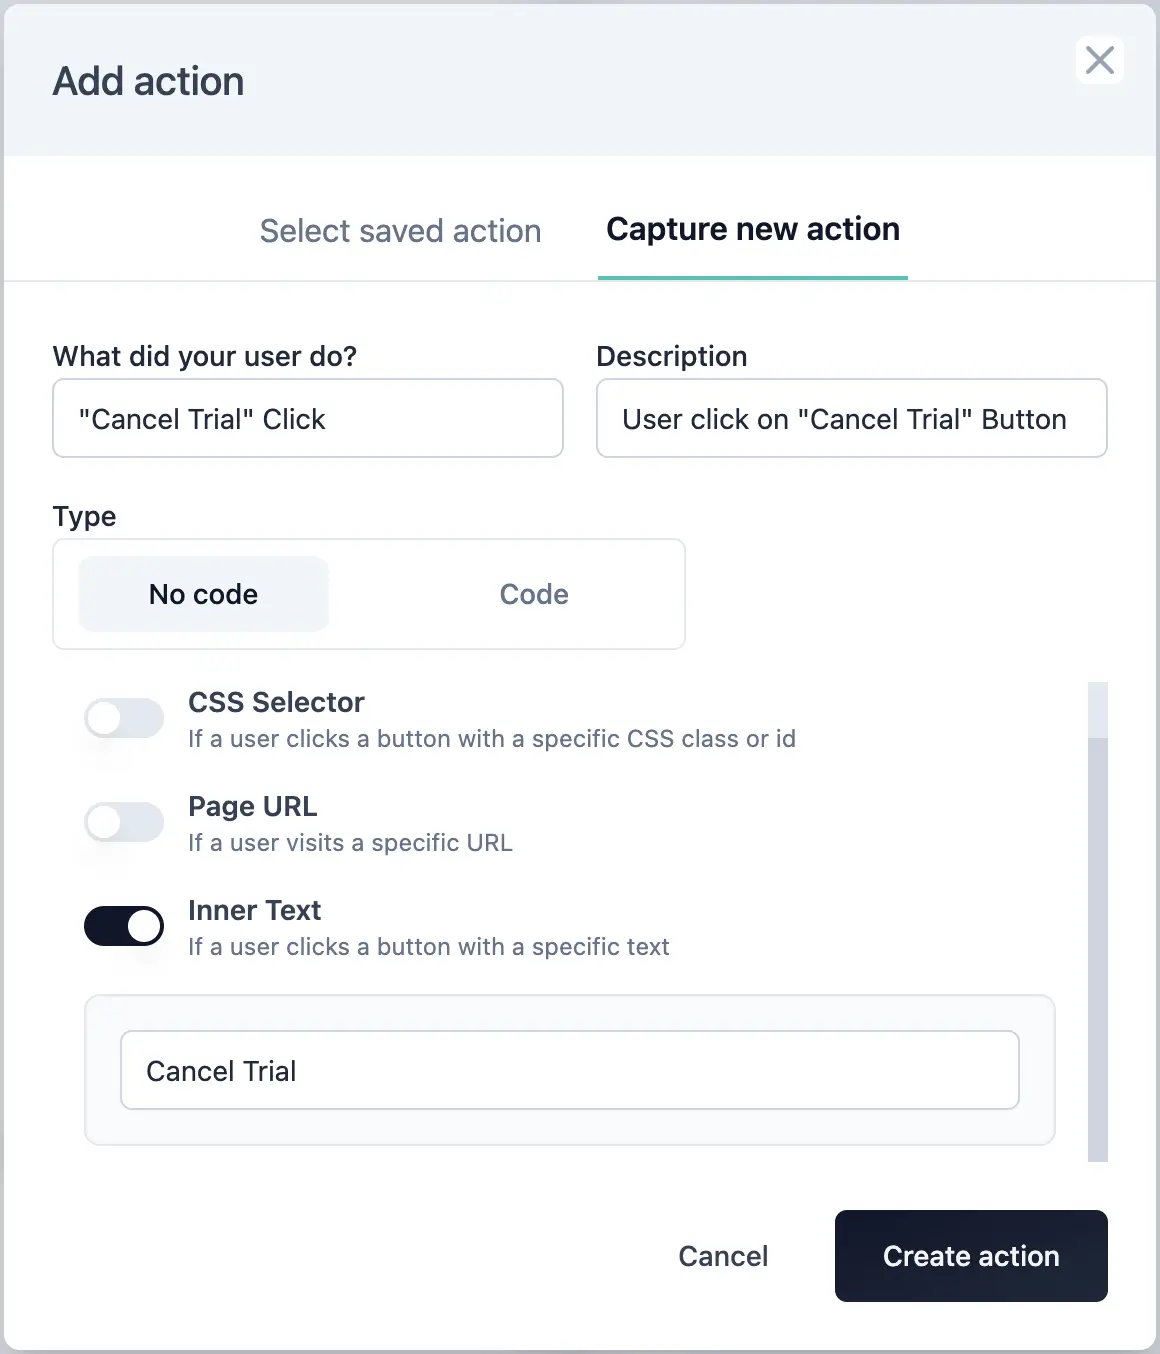 Add action
Select saved action
Capture new action
What did your user do?
Description
"Cancel Trial" Click
User click on "Cancel Trial" Button
Type
No code
Code
CSS Selector
If a user clicks a button with a specific CSS class or id
Page URL
If a user visits a specific URL
Inner Text
If a user clicks a button with a specific text
Cancel Trial
Cancel
Create action